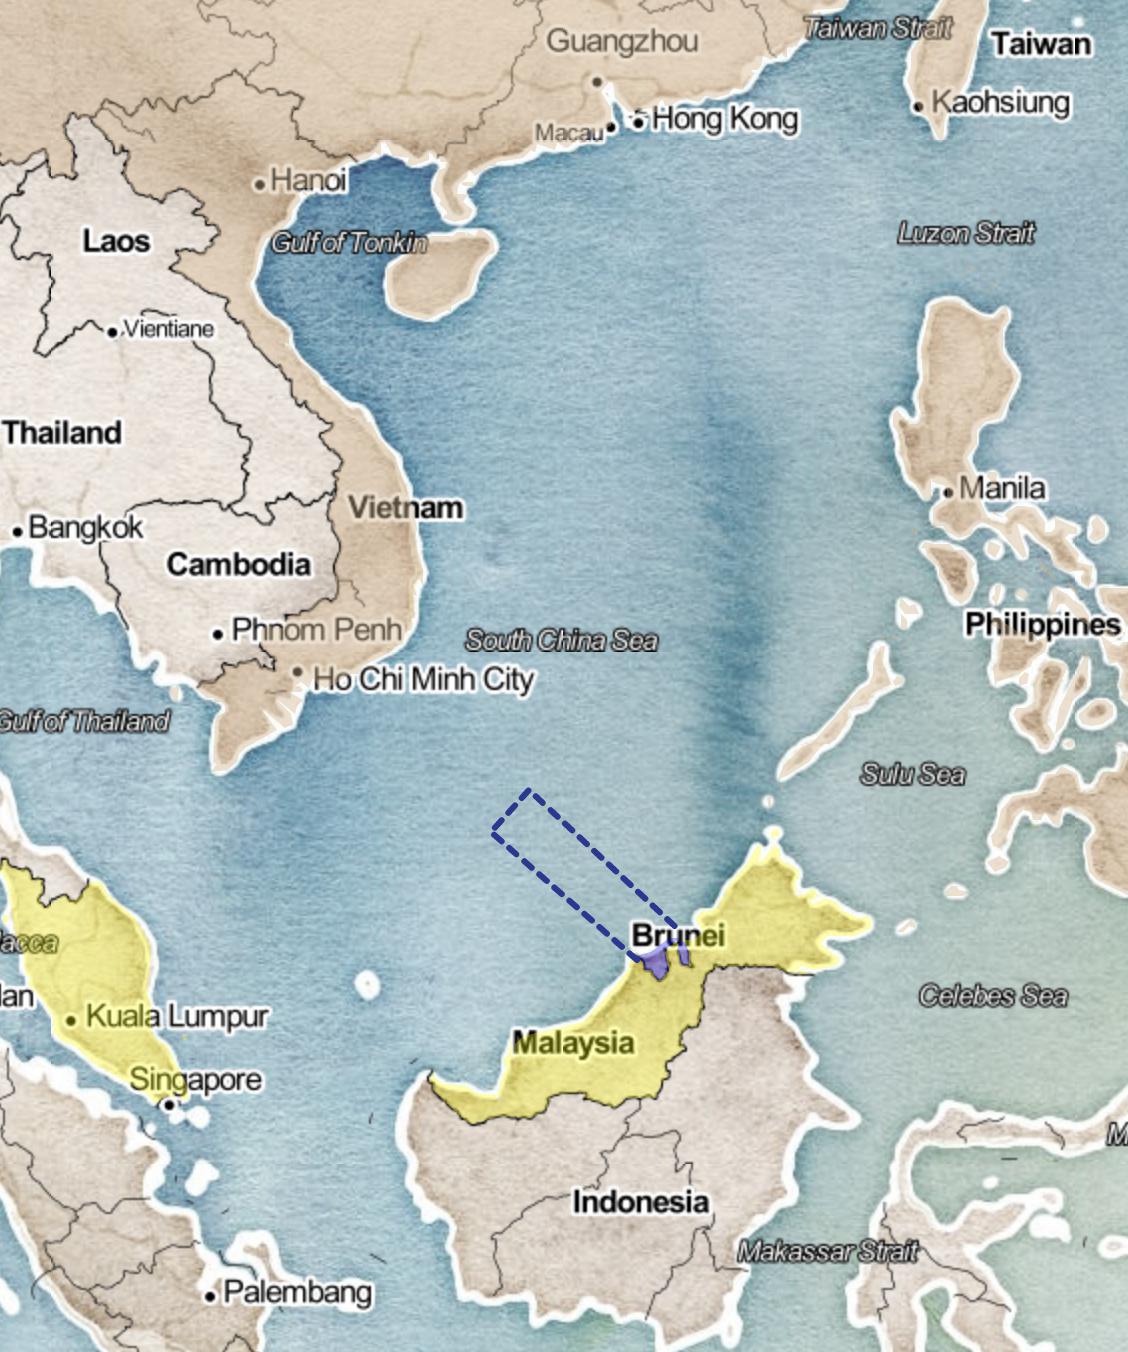 Taiwan Strait
Guangzhou
Taiwan
Kaohsiung
Hong Kong
Macau
Hanoi
Laos
Gulf of Tonkin
Luzon Strait
Vientiane
Thailand
Manila
Vietnam
Bangkok
Cambodia
Philippines
Phnom Penh
South China Sea
Ho Chi Minh City
Gulf of Thailand
Sulu Sea
Brunei
acca
lan
Celebes Sea
Kuala Lumpur
Malaysia
Singapore
M
Indonesia
Makassar Strait
Palembang